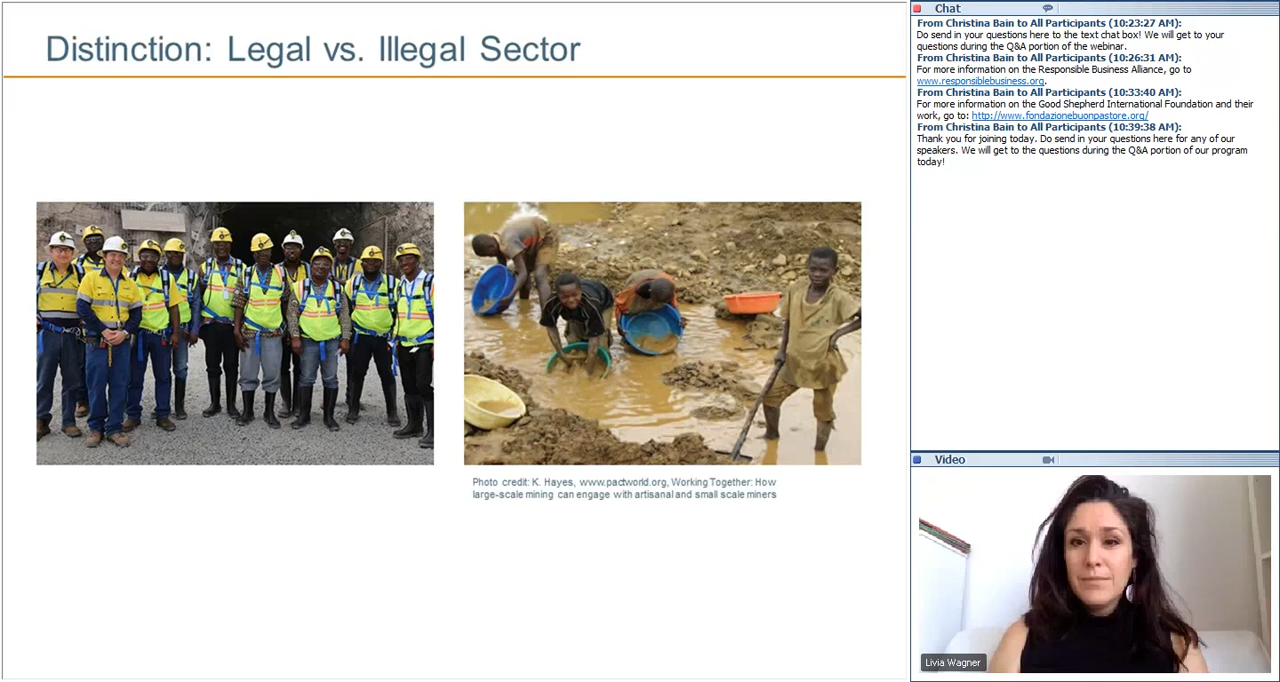 Distinction: Legal vs. Illegal Sector
Photo credit: K. Hayes, www.pactworld.org, Working Together: How
large-scale mining can engage with artisanal and small scale miners
Chat
From Christina Bain to All Participants (10:23:27 AM):
Do send in your questions here to the text chat box! We will get to your
questions during the Q&A portion of the webinar.
From Christina Bain to All Participants (10:26:31 AM):
For more information on the Responsible Business Alliance, go to
www.responsiblebusiness.org.
From Christina Bain to All Participants (10:33:40 AM):
For more information on the Good Shepherd International Foundation and their
work, go to: http://www.fondazionebuonpastore.org/
From Christina Bain to All Participants (10:39:38 AM):
Thank you for joining today. Do send in your questions here for any of our
speakers. We will get to the questions during the Q&A portion of our program
today!
Video
Livia Wagner